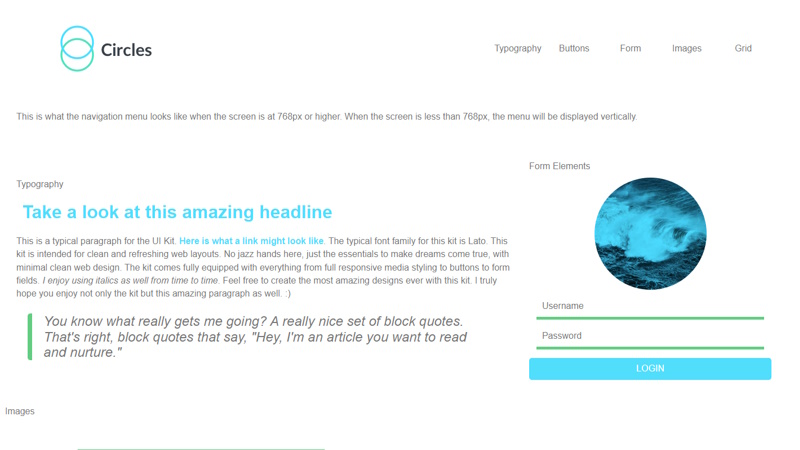 Circles
Typography Buttons Form Images Grid
This is what the navigation menu looks like when the screen is at 768px or higher. When the screen is less than 768px, the menu will be displayed vertically.
Typography
Take a look at this amazing headline
This is a typical paragraph for the UI Kit. Here is what a link might look like. The typical font family for this kit is Lato. This
kit is intended for clean and refreshing web layouts. No jazz hands here, just the essentials to make dreams come true, with
minimal clean web design. The kit comes fully equipped with everything from full responsive media styling to buttons to form
fields. I enjoy using italics as well from time to time. Feel free to create the most amazing designs ever with this kit. I truly
hope you enjoy not only the kit but this amazing paragraph as well. :)
You know what really gets me going? A really nice set of block quotes.
That's right, block quotes that say, "Hey, I'm an article you want to read
and nurture."
Form Elements
Username
Password
LOGIN
Images